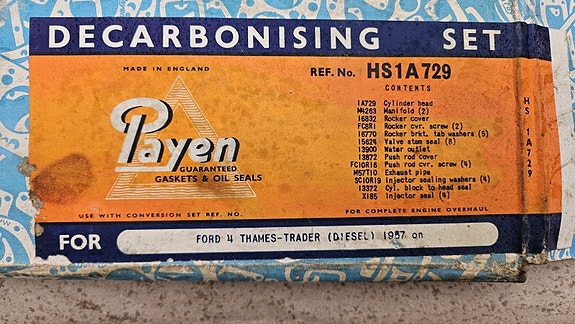 DECARBONISING SET
MADE IN ENGLAND
REF. No. HS1A729
CONTENTS
1A729 Cylinder head
M4263 Manifold (2)
16832 Rocker cover
FC8R1 Rocker cvr. screw (2)
16770 Rocker brkt. tab washers (5)
15624 Valve stem seal (8)
13900 Water outlet
13872 Push rod cover
FC1OR16 Push rod cvr. screw (4)
M57T10 Exhaust pipe
SC1OR19 Injector sealing washers (4)
13372 Cyl. block to head seal
X185 Injector seal (4)
Payen
GUARANTEED
GASKETS & OIL SEALS
USE WITH CONVERSION SET REF. No.
FOR COMPLETE ENGINE OVERHAUL
FOR FORD 4 THAMES-TRADER (DIESEL) 1957 on
HS 1A729